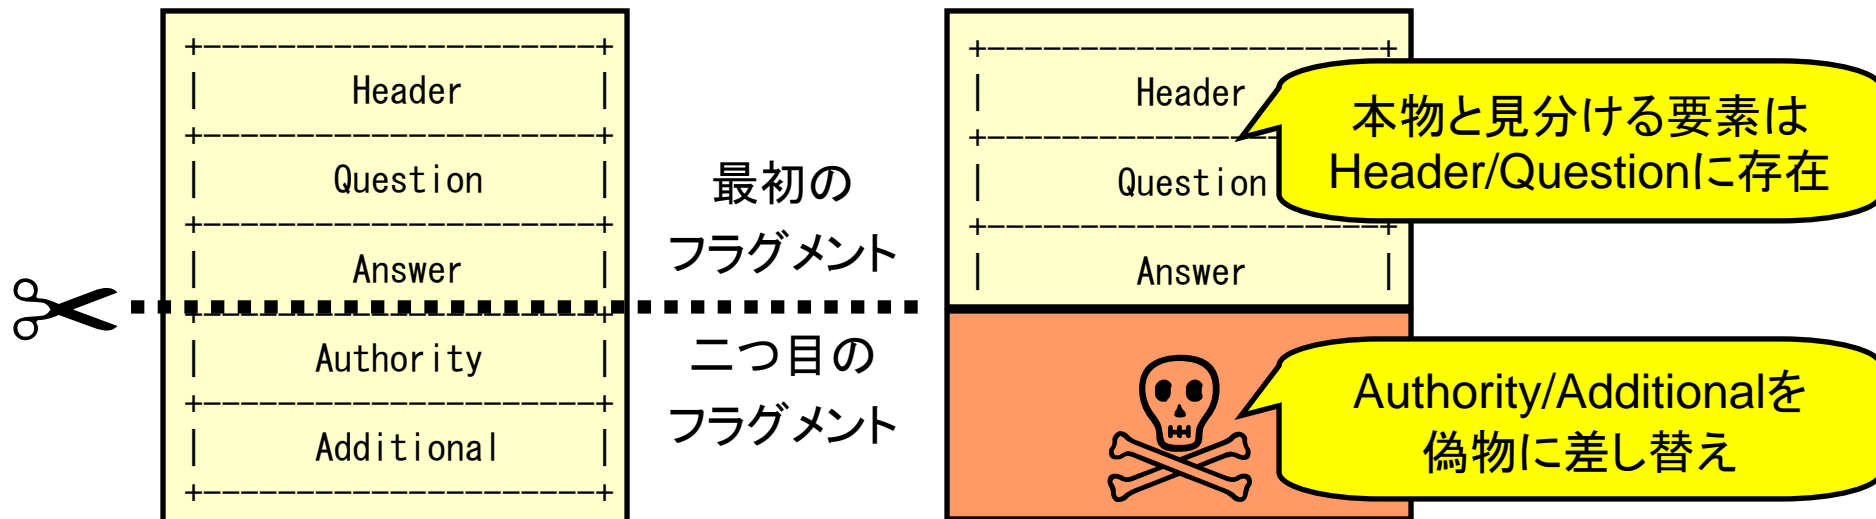 +---------------------+
|        Header       |
+---------------------+
|       Question      |
+---------------------+
|        Answer       |
+---------------------+
|      Authority      |
+---------------------+
|      Additional     |
+---------------------+
最初の
フラグメント
二つ目の
フラグメント
+---------------------+
|        Header
+---------------------+
|       Question
+---------------------+
|        Answer       |
本物と見分ける要素は
Header/Questionに存在
Authority/Additionalを
偽物に差し替え